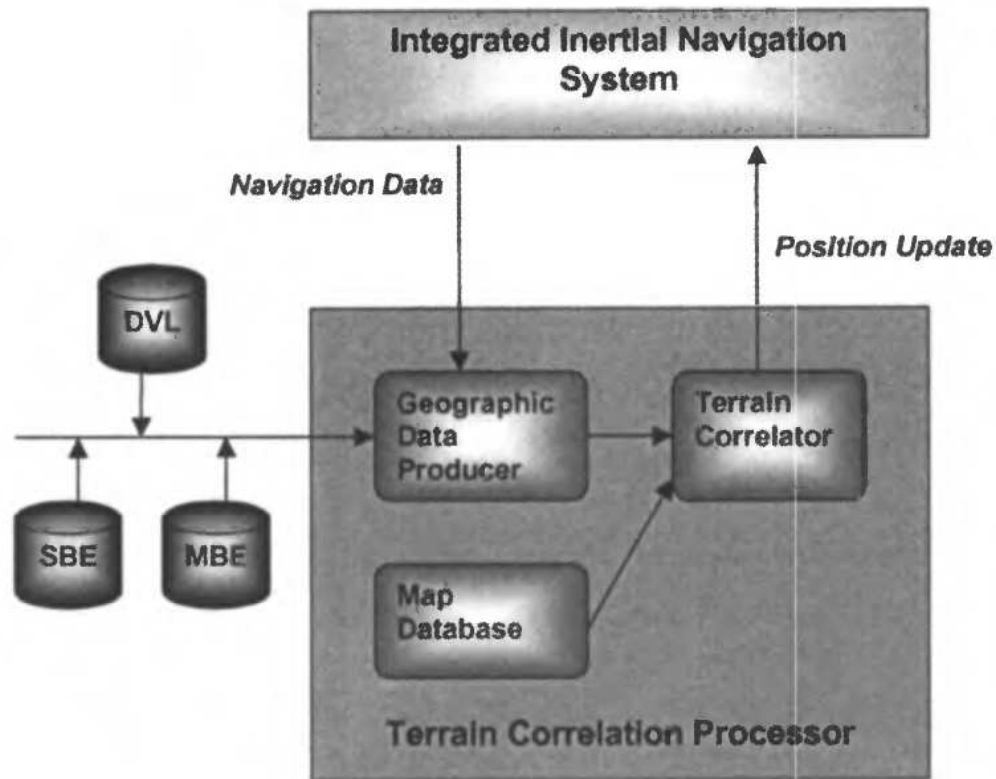 Integrated Inertial Navigation
System
Navigation Data
Position Update
DVL
Geographic
Data
Producer
Terrain
Correlator
SBE
MBE
Map
Database
Terrain Correlation Processor